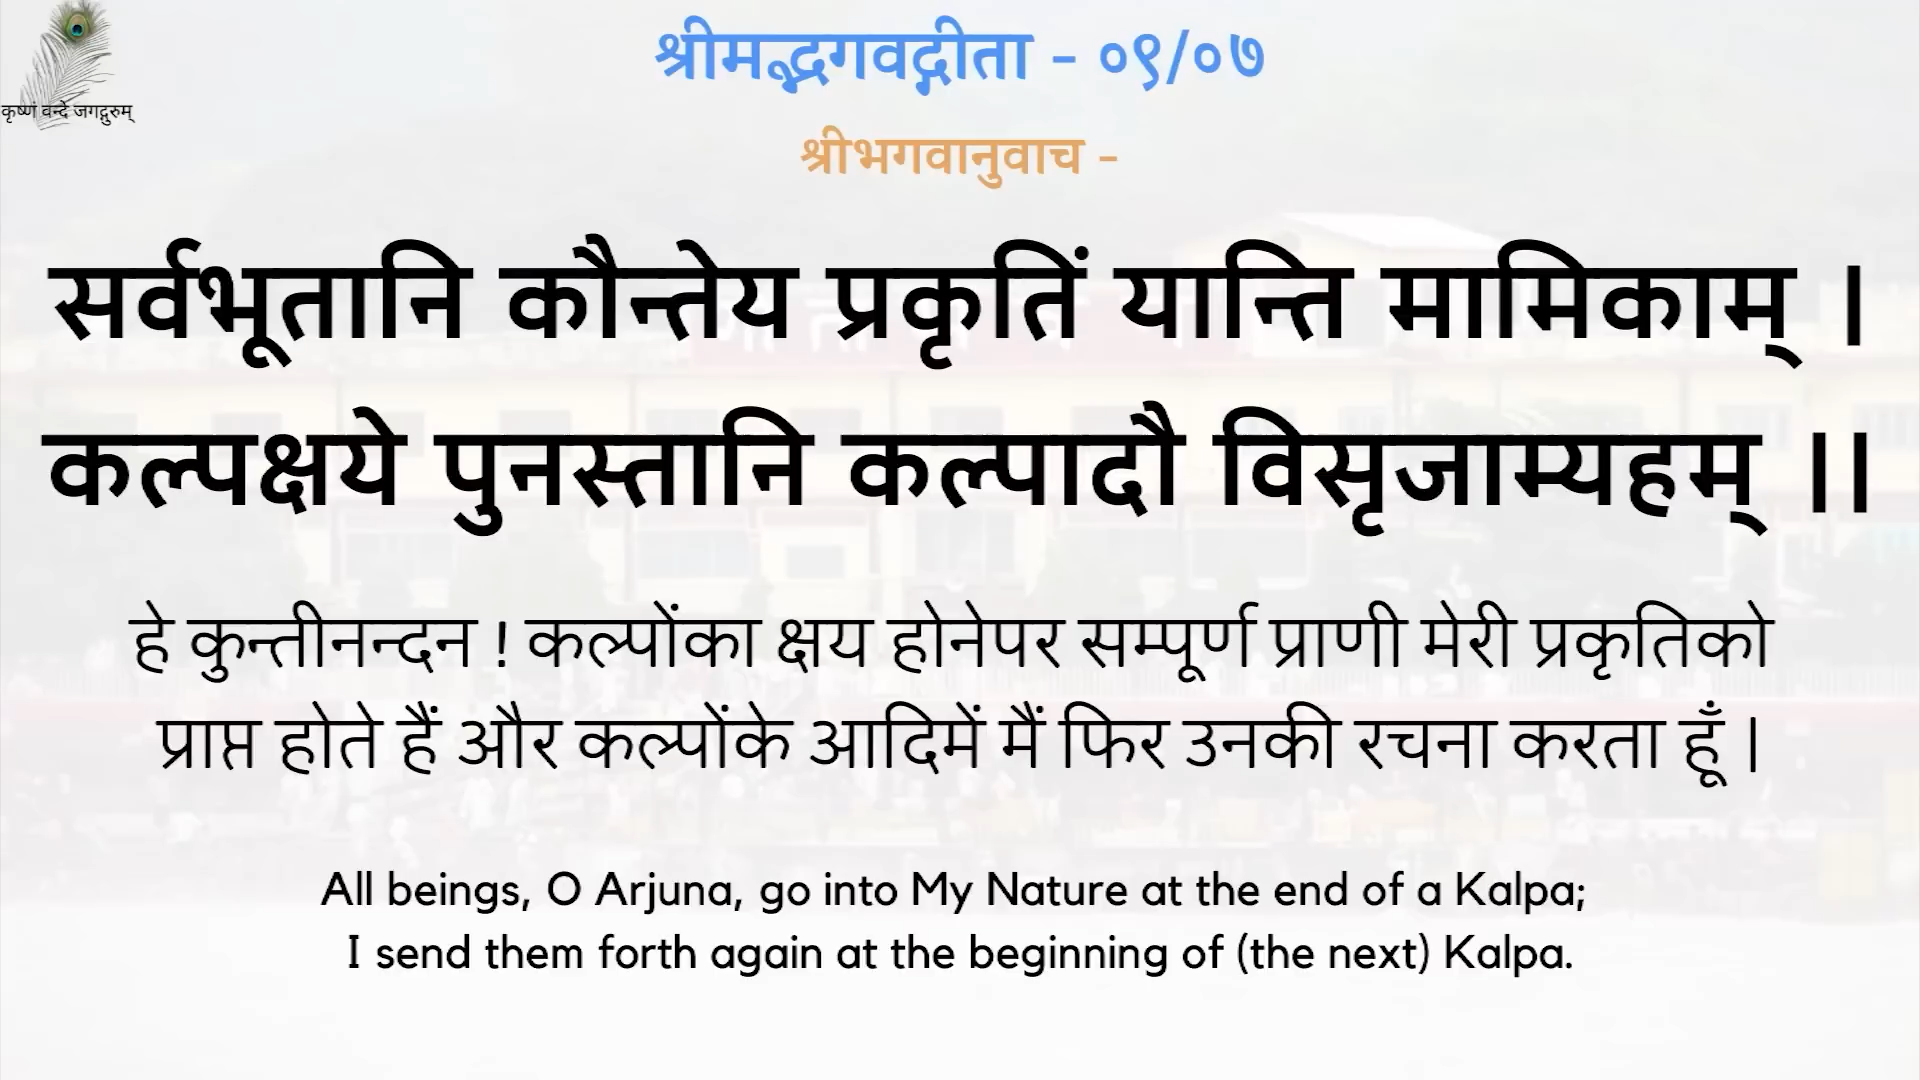 श्रीमद्भगवद्गीता - ०९/०७
कृष्णं वन्दे जगद्गुरुम्
श्रीभगवानुवाच -
सर्वभूतानि कौन्तेय प्रकृतिं यान्ति मामिकाम् ।
कल्पक्षये पुनस्तानि कल्पादौ विसृजाम्यहम् ।।
हे कुन्तीनन्दन ! कल्पोंका क्षय होनेपर सम्पूर्ण प्राणी मेरी प्रकृतिको
प्राप्त होते हैं और कल्पोंके आदिमें मैं फिर उनकी रचना करता हूँ |
All beings, O Arjuna, go into My Nature at the end of a Kalpa;
I send them forth again at the beginning of (the next) Kalpa.